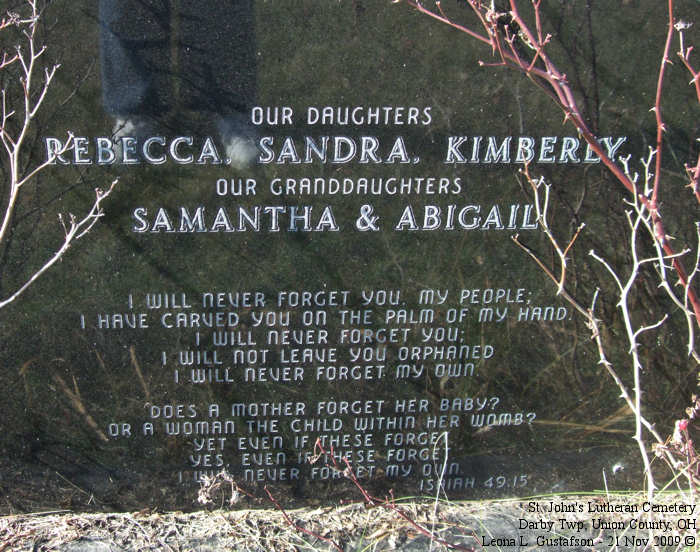 OUR DAUGHTERS
REBECCA, SANDRA, KIMBERLY
OUR GRANDDAUGHTERS
SAMANTHA & ABIGAIL
I WILL NEVER FORGET YOU, MY PEOPLE;
I HAVE CARVED YOU ON THE PALM OF MY HAND.
I WILL NEVER FORGET YOU;
I WILL NOT LEAVE YOU ORPHANED
I WILL NEVER FORGET MY OWN
DOES A MOTHER FORGET HER BABY?
OR A WOMAN THE CHILD WITHIN HER WOMB?
YET EVEN IF THESE FORGET
YES, EVEN IF THESE FORGET
I WILL NEVER FORGET MY OWN.
ISAIAH 49:15
St. John's Lutheran Cemetery
Darby Twp, Union County, OH
Leona L. Gustafson - 21 Nov 2009 ©